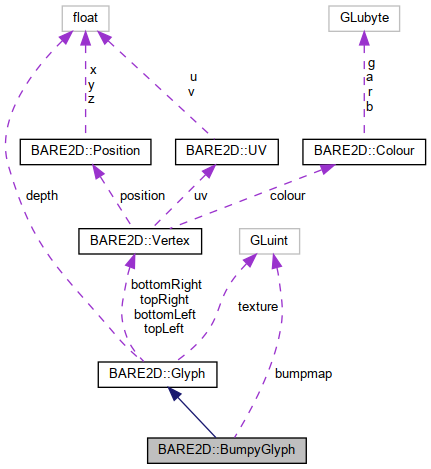 float
GLubyte
x
y
z
u
v
g
a
r
b
BARE2D::Position
BARE2D::UV
BARE2D::Colour
depth
position
uv
colour
BARE2D::Vertex
GLuint
bottomRight
topRight
bottomLeft
topLeft
texture
BARE2D::Glyph
bumpmap
BARE2D::BumpyGlyph